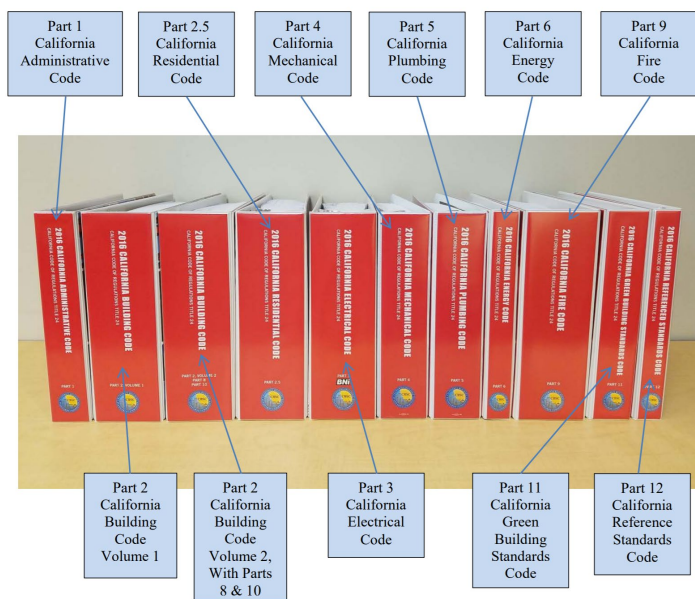 Part 1
California
Administrative
Code
Part 2.5
California
Residential
Code
Part 4
California
Mechanical
Code
Part 5
California
Plumbing
Code
Part 6
California
Energy
Code
Part 9
California
Fire
Code
2016 CALIFORNIA ADMINISTRATIVE CODE
CALIFORNIA CODE OF REGULATIONS TITLE 24
PART 1
2016 CALIFORNIA BUILDING CODE
CALIFORNIA CODE OF REGULATIONS TITLE 24
PART 2, VOLUME 1
2016 CALIFORNIA BUILDING CODE
CALIFORNIA CODE OF REGULATIONS TITLE 24
PART 2, VOLUME 2
PART 8
PART 10
2016 CALIFORNIA RESIDENTIAL CODE
CALIFORNIA CODE OF REGULATIONS TITLE 24
PART 2.5
2016 CALIFORNIA ELECTRICAL CODE
CALIFORNIA CODE OF REGULATIONS TITLE 24
PART
BNi
2016 CALIFORNIA MECHANICAL CODE
CALIFORNIA CODE OF REGULATIONS TITLE 24
PART 4
2016 CALIFORNIA PLUMBING CODE
CALIFORNIA CODE OF REGULATIONS TITLE 24
PART 5
2016 CALIFORNIA ENERGY CODE
CALIFORNIA CODE OF REGULATIONS TITLE 24
PART 6
2016 CALIFORNIA FIRE CODE
CALIFORNIA CODE OF REGULATIONS TITLE 24
PART 9
2016 CALIFORNIA GREEN BUILDING STANDARDS CODE
CALIFORNIA CODE OF REGULATIONS TITLE 24
PART 11
2016 CALIFORNIA REFERENCED STANDARDS CODE
CALIFORNIA CODE OF REGULATIONS TITLE 24
PART 12
Part 2
California
Building
Code
Volume 1
Part 2
California
Building
Code
Volume 2,
With Parts
8 & 10
Part 3
California
Electrical
Code
Part 11
California
Green
Building
Standards
Code
Part 12
California
Reference
Standards
Code